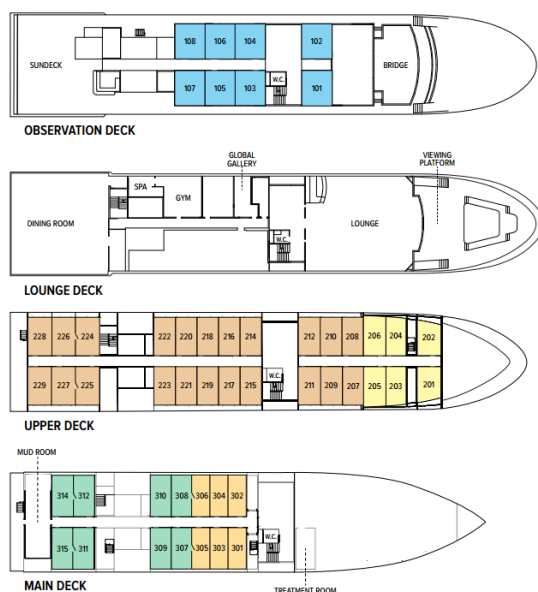 108 106 104 102
SUNDECK
BRIDGE
W.C.
107 105 103 101
OBSERVATION DECK
GLOBAL
GALLERY
VIEWING
PLATFORM
SPA
GYM
DINING ROOM
LOUNGE
W.C.
LOUNGE DECK
228 226 224 222 220 218 216 214 212 210 208 206 204 202
W.C.
229 227 225 223 221 219 217 215 211 209 207 205 203 201
UPPER DECK
MUD ROOM
314 312 310 308 306 304 302
W.C.
315 311 309 307 305 303 301
MAIN DECK
TREATMENT ROOM